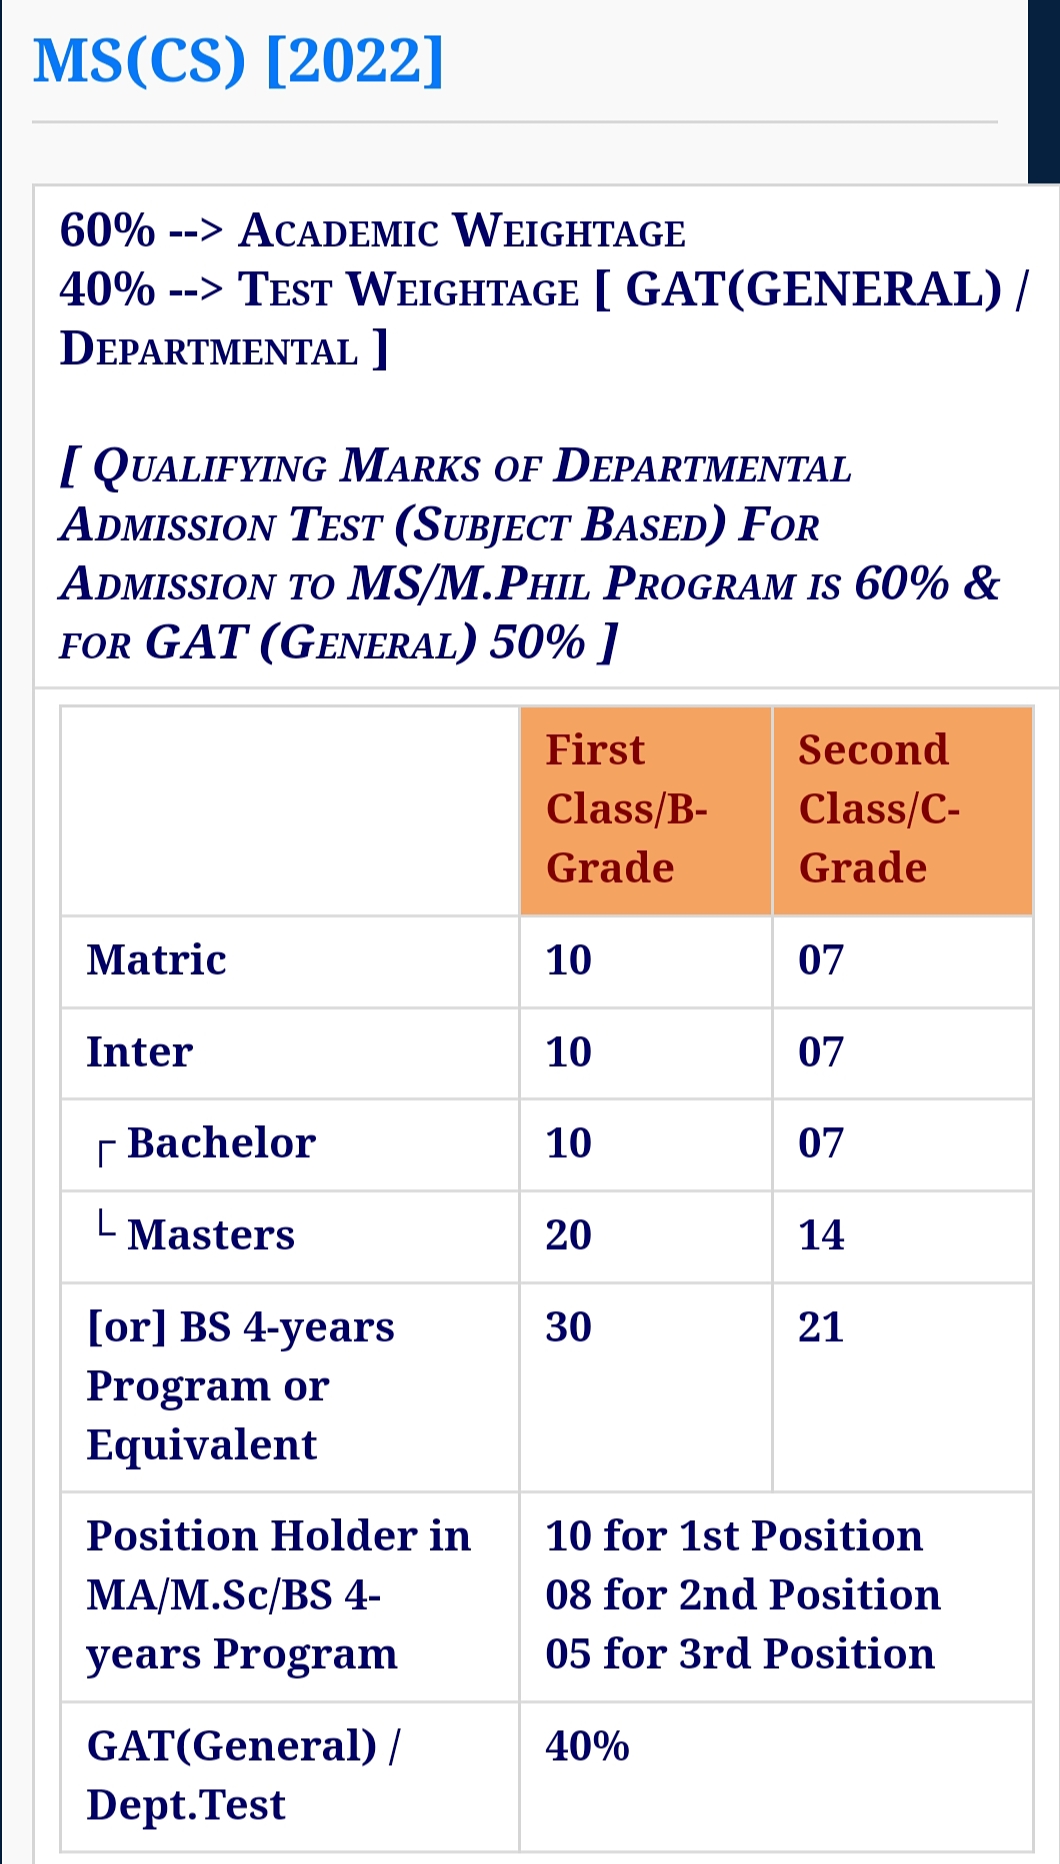 MS(CS) [2022]
60% --> Academic Weightage
40% --> Test Weightage [ GAT(GENERAL) /
Departmental ]
[ Qualifying Marks of Departmental
Admission Test (Subject Based) For
Admission to MS/M.Phil Program is 60% &
for GAT (General) 50% ]
First
Class/B-
Grade
Second
Class/C-
Grade
Matric 10 07
Inter 10 07
┌ Bachelor 10 07
└ Masters 20 14
[or] BS 4-years 30 21
Program or
Equivalent
Position Holder in 10 for 1st Position
MA/M.Sc/BS 4- 08 for 2nd Position
years Program 05 for 3rd Position
GAT(General) / 40%
Dept.Test